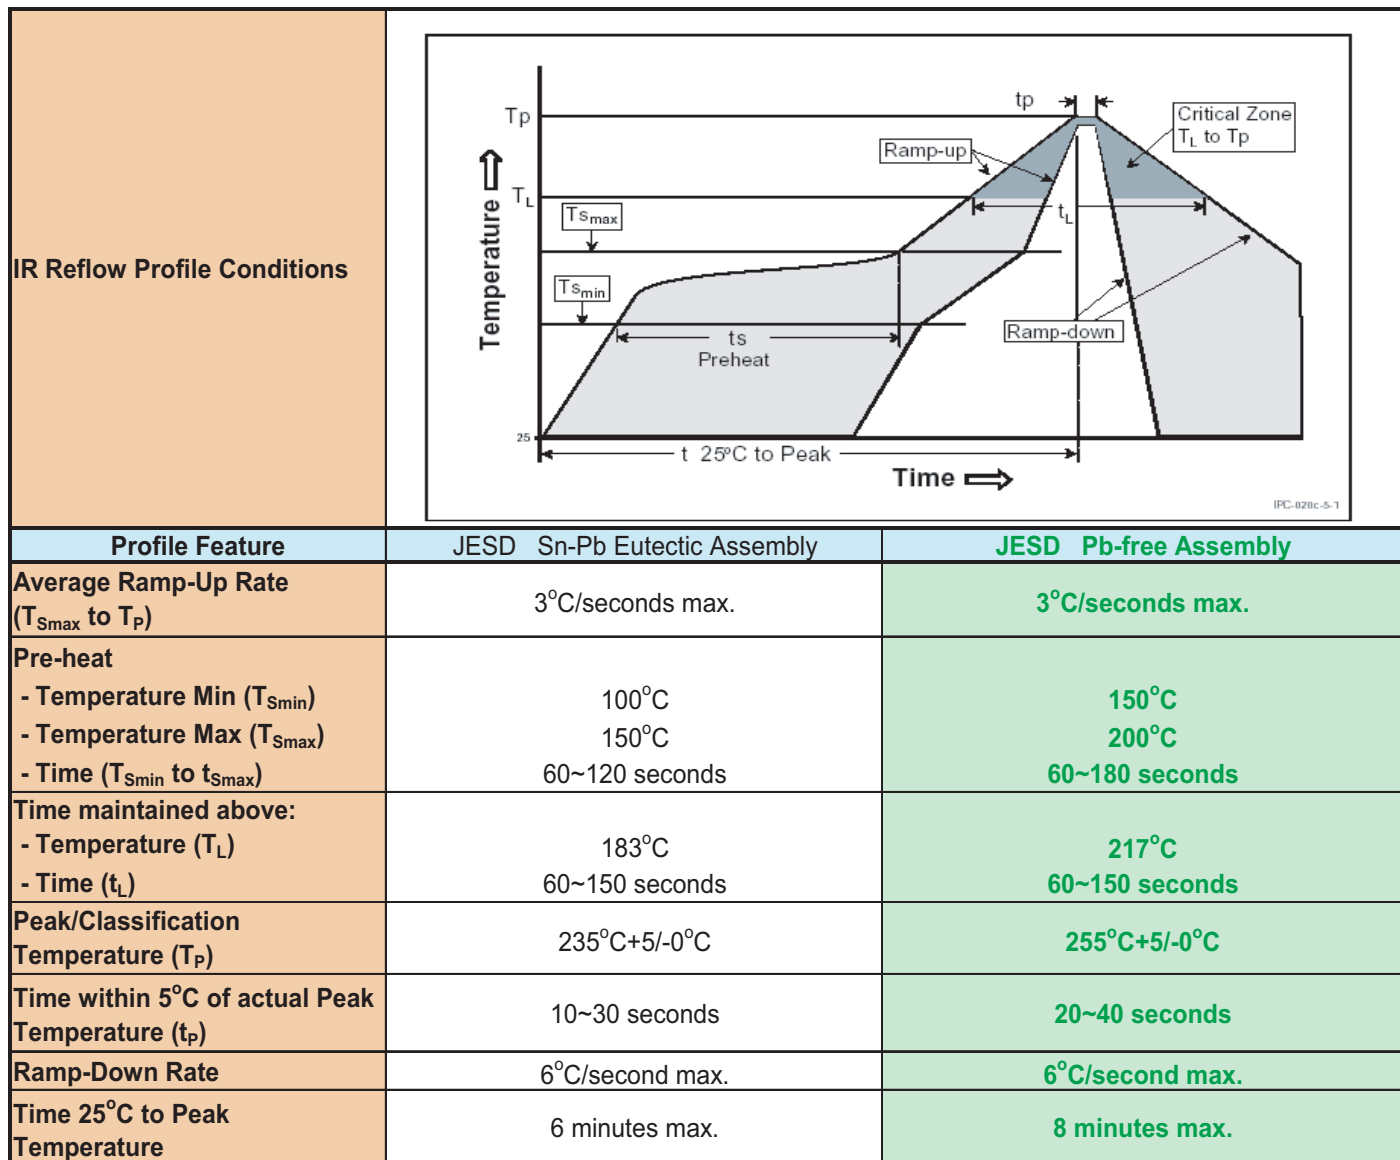 IR Reflow Profile Conditions
Temperature
Tp
TL
Tsmax
Tsmin
25
tp
Ramp-up
Critical Zone
TL to Tp
tL
Ramp-down
ts
Preheat
t 25ºC to Peak
Time
IPC-020c-5-1
Profile Feature JESD Sn-Pb Eutectic Assembly JESD Pb-free Assembly
Average Ramp-Up Rate
(TSmax to TP) 3°C/seconds max. 3°C/seconds max.
Pre-heat
- Temperature Min (TSmin) 100°C 150°C
- Temperature Max (TSmax) 150°C 200°C
- Time (TSmin to tSmax) 60~120 seconds 60~180 seconds
Time maintained above:
- Temperature (TL) 183°C 217°C
- Time (tL) 60~150 seconds 60~150 seconds
Peak/Classification
Temperature (TP) 235°C+5/-0°C 255°C+5/-0°C
Time within 5°C of actual Peak
Temperature (tP) 10~30 seconds 20~40 seconds
Ramp-Down Rate 6°C/second max. 6°C/second max.
Time 25°C to Peak
Temperature 6 minutes max. 8 minutes max.